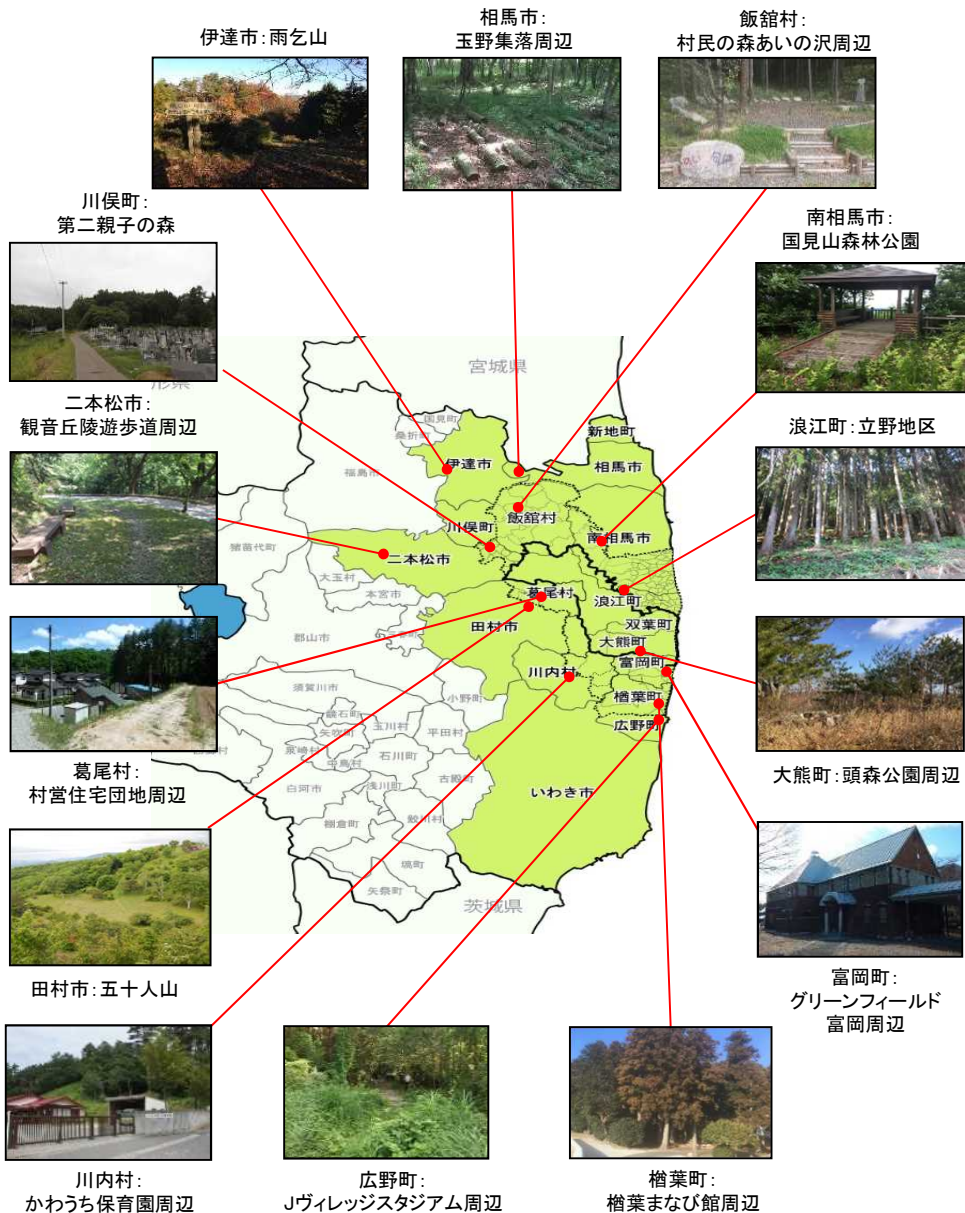 伊達市:雨乞山
相馬市:
玉野集落周辺
飯舘村:
村民の森あいの沢周辺
川俣町:
第二親子の森
南相馬市:
国見山森林公園
二本松市:
観音丘陵遊歩道周辺
浪江町:立野地区
葛尾村:
村営住宅団地周辺
大熊町:頭森公園周辺
田村市:五十人山
富岡町:
グリーンフィールド
富岡周辺
川内村:
かわうち保育園周辺
広野町:
Jヴィレッジスタジアム周辺
楢葉町:
楢葉まなび館周辺
宮城県
形県
国見町
桑折町
新地町
伊達市
相馬市
福島市
飯舘村
川俣町
南相馬市
猪苗代町
二本松市
大玉村
本宮市
葛尾村
浪江町
田村市
双葉町
大熊町
郡山市
川内村
富岡町
須賀川市
小野町
楢葉町
鏡石町
玉川村
平田村
広野町
矢吹町
石川町
泉崎村
中島村
古殿町
白河市
浅川町
いわき市
棚倉町
鮫川村
塙町
矢祭町
茨城県